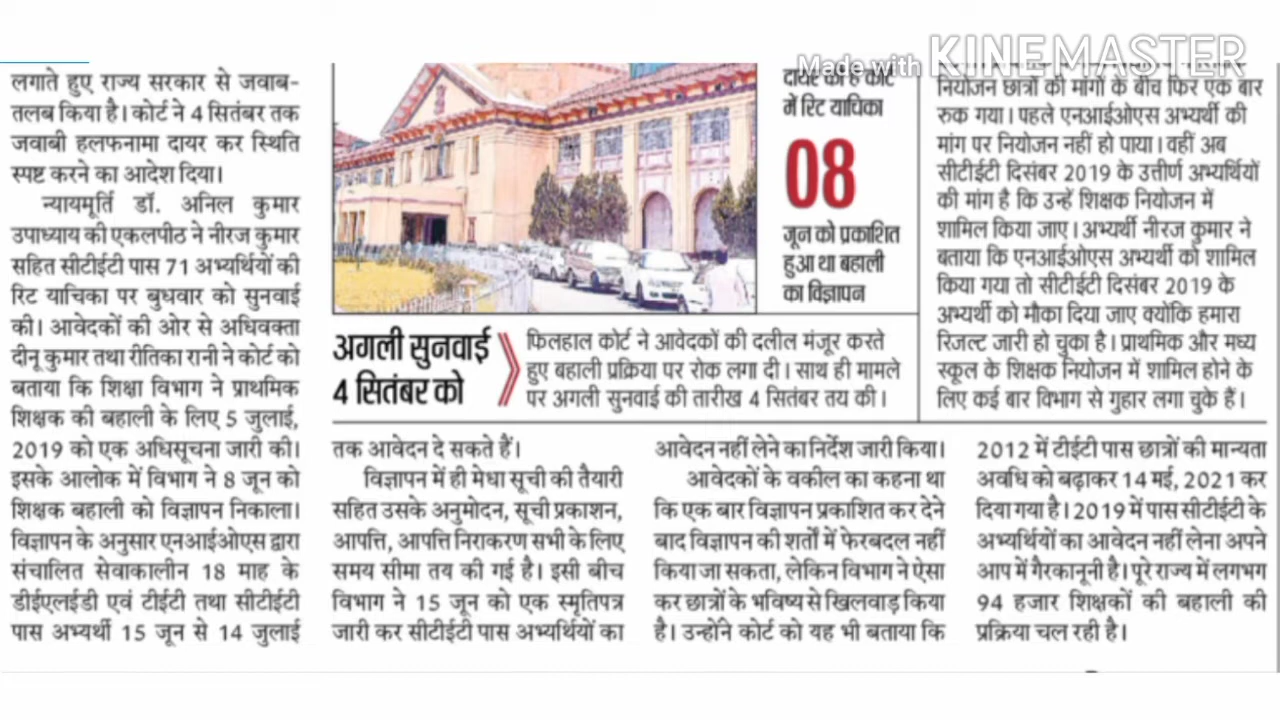 Made with KINEMASTER
लगाते हुए राज्य सरकार से जवाब-
तलब किया है। कोर्ट ने 4 सितंबर तक
जवाबी हलफनामा दायर कर स्थिति
स्पष्ट करने का आदेश दिया।
न्यायमूर्ति डॉ. अनिल कुमार
उपाध्याय की एकलपीठ ने नीरज कुमार
सहित सीटीईटी पास 71 अभ्यर्थियों की
रिट याचिका पर बुधवार को सुनवाई
की। आवेदकों की ओर से अधिवक्ता
दीनू कुमार तथा रीतिका रानी ने कोर्ट को
बताया कि शिक्षा विभाग ने प्राथमिक
शिक्षक की बहाली के लिए 5 जुलाई,
2019 को एक अधिसूचना जारी की।
इसके आलोक में विभाग ने 8 जून को
शिक्षक बहाली को विज्ञापन निकाला।
विज्ञापन के अनुसार एनआईओएस द्वारा
संचालित सेवाकालीन 18 माह के
डीईएलईडी एवं टीईटी तथा सीटीईटी
पास अभ्यर्थी 15 जून से 14 जुलाई
दायर की है कोर्ट
में रिट याचिका
08
जून को प्रकाशित
हुआ था बहाली
का विज्ञापन
अगली सुनवाई
4 सितंबर को
फिलहाल कोर्ट ने आवेदकों की दलील मंजूर करते
हुए बहाली प्रक्रिया पर रोक लगा दी। साथ ही मामले
पर अगली सुनवाई की तारीख 4 सितंबर तय की।
नियोजन छात्रों की मांगों के बीच फिर एक बार
रुक गया। पहले एनआईओएस अभ्यर्थी की
मांग पर नियोजन नहीं हो पाया। वहीं अब
सीटीईटी दिसंबर 2019 के उत्तीर्ण अभ्यर्थियों
की मांग है कि उन्हें शिक्षक नियोजन में
शामिल किया जाए। अभ्यर्थी नीरज कुमार ने
बताया कि एनआईओएस अभ्यर्थी को शामिल
किया गया तो सीटीईटी दिसंबर 2019 के
अभ्यर्थी को मौका दिया जाए क्योंकि हमारा
रिजल्ट जारी हो चुका है। प्राथमिक और मध्य
स्कूल के शिक्षक नियोजन में शामिल होने के
लिए कई बार विभाग से गुहार लगा चुके हैं।
तक आवेदन दे सकते हैं।
विज्ञापन में ही मेधा सूची की तैयारी
सहित उसके अनुमोदन, सूची प्रकाशन,
आपत्ति, आपत्ति निराकरण सभी के लिए
समय सीमा तय की गई है। इसी बीच
विभाग ने 15 जून को एक स्मृतिपत्र
जारी कर सीटीईटी पास अभ्यर्थियों का
आवेदन नहीं लेने का निर्देश जारी किया।
आवेदकों के वकील का कहना था
कि एक बार विज्ञापन प्रकाशित कर देने
बाद विज्ञापन की शर्तों में फेरबदल नहीं
किया जा सकता, लेकिन विभाग ने ऐसा
कर छात्रों के भविष्य से खिलवाड़ किया
है। उन्होंने कोर्ट को यह भी बताया कि
2012 में टीईटी पास छात्रों की मान्यता
अवधि को बढ़ाकर 14 मई, 2021 कर
दिया गया है। 2019 में पास सीटीईटी के
अभ्यर्थियों का आवेदन नहीं लेना अपने
आप में गैरकानूनी है। पूरे राज्य में लगभग
94 हजार शिक्षकों की बहाली की
प्रक्रिया चल रही है।